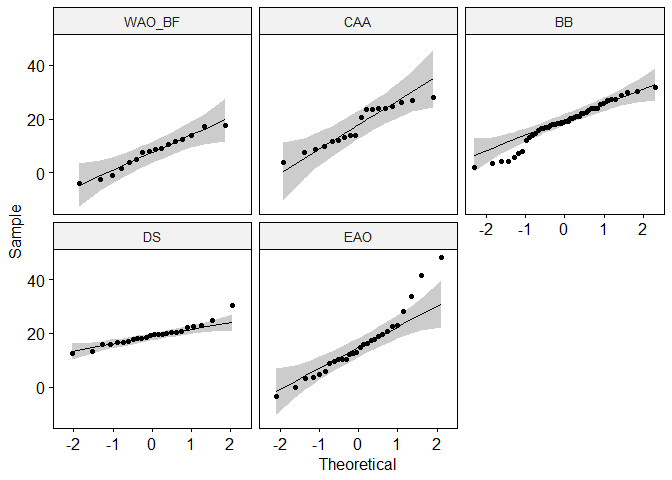 WAO_BF CAA BB
40
20
0
-2 -1 0 1 2
DS EAO
40
20
0
-2 -1 0 1 2 -2 -1 0 1 2
Sample
Theoretical